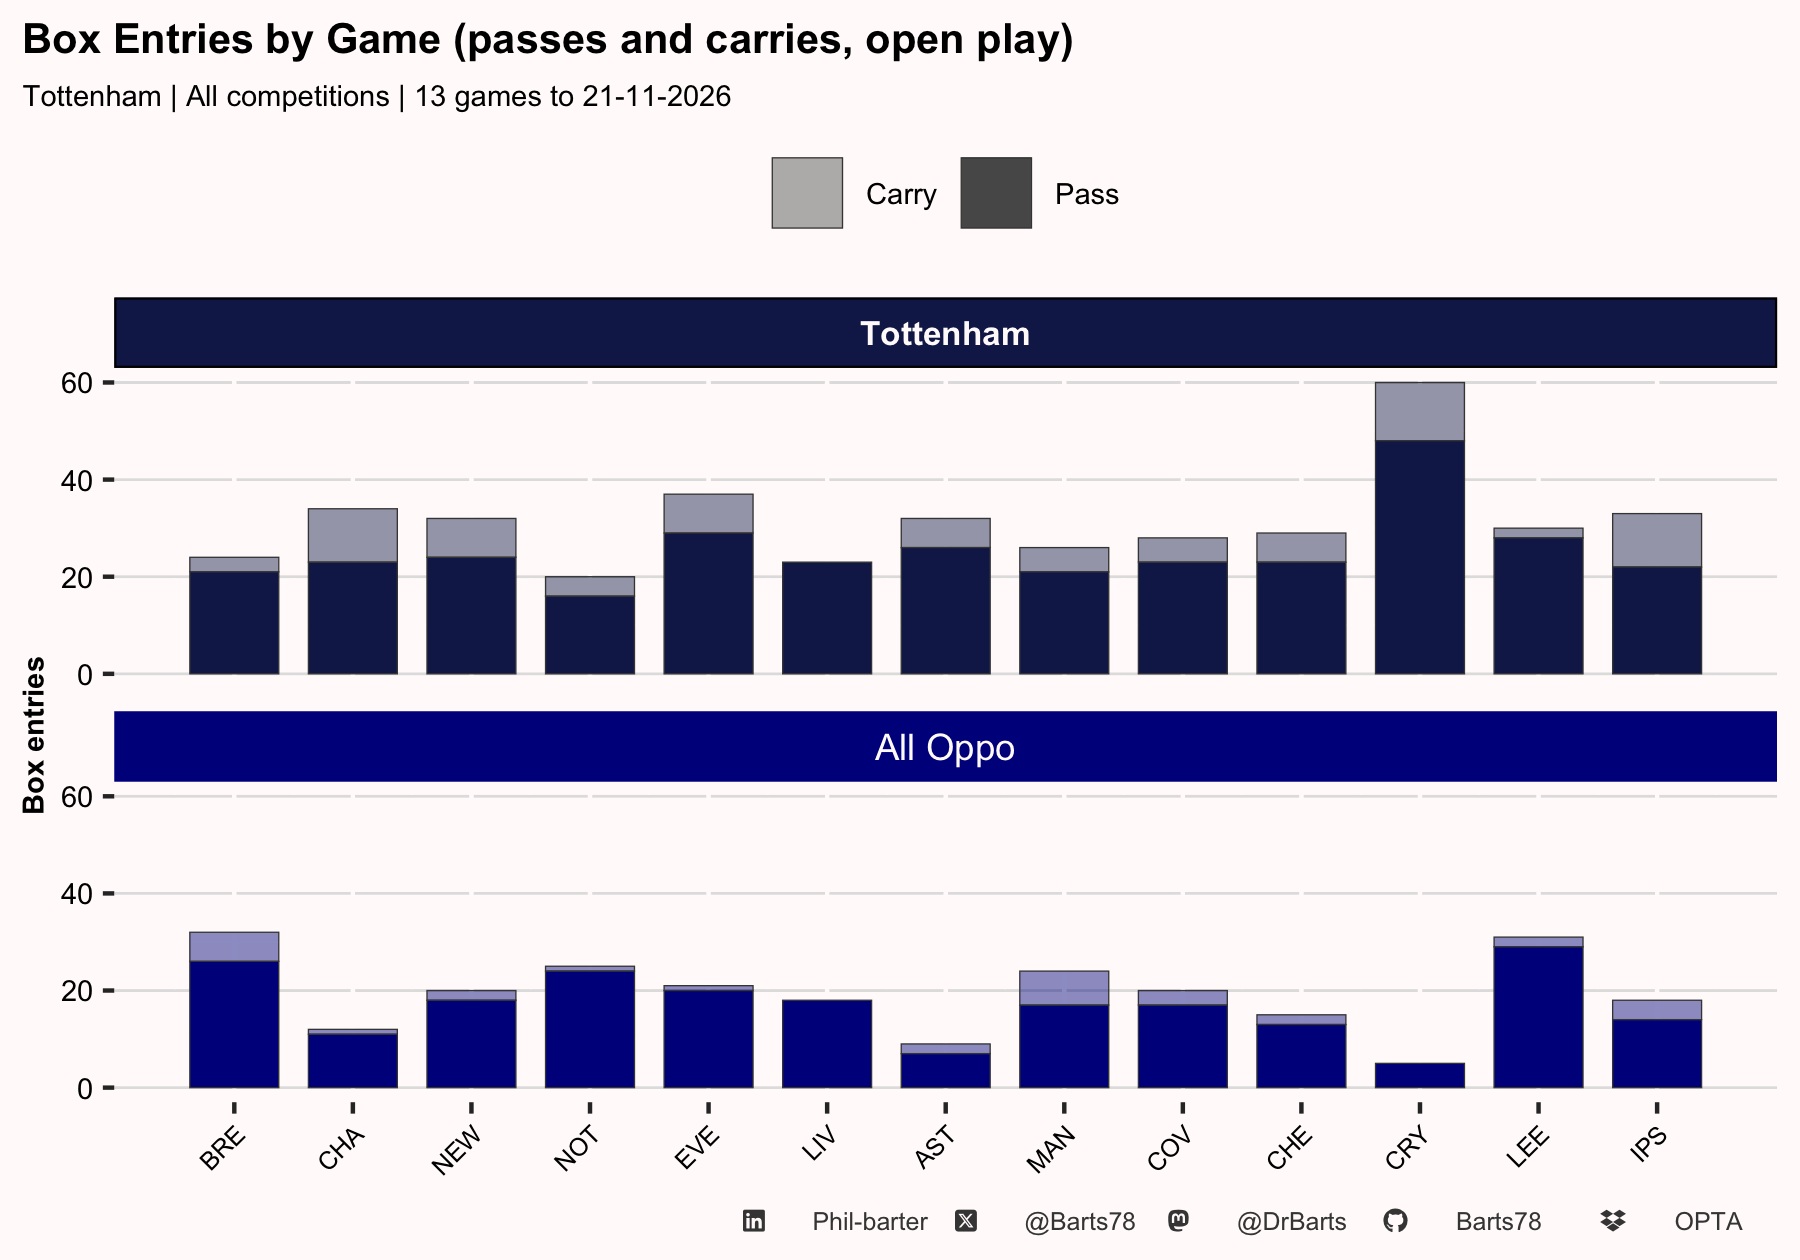 Box Entries by Game (passes and carries, open play)
Tottenham | All competitions | 13 games to 21-11-2026
Carry Pass
Tottenham
60
40
20
0
Box entries
All Oppo
60
40
20
0
BRE CHA NEW NOT EVE LIV AST MAN COV CHE CRY LEE IPS
Phil-barter @Barts78 @DrBarts Barts78 OPTA